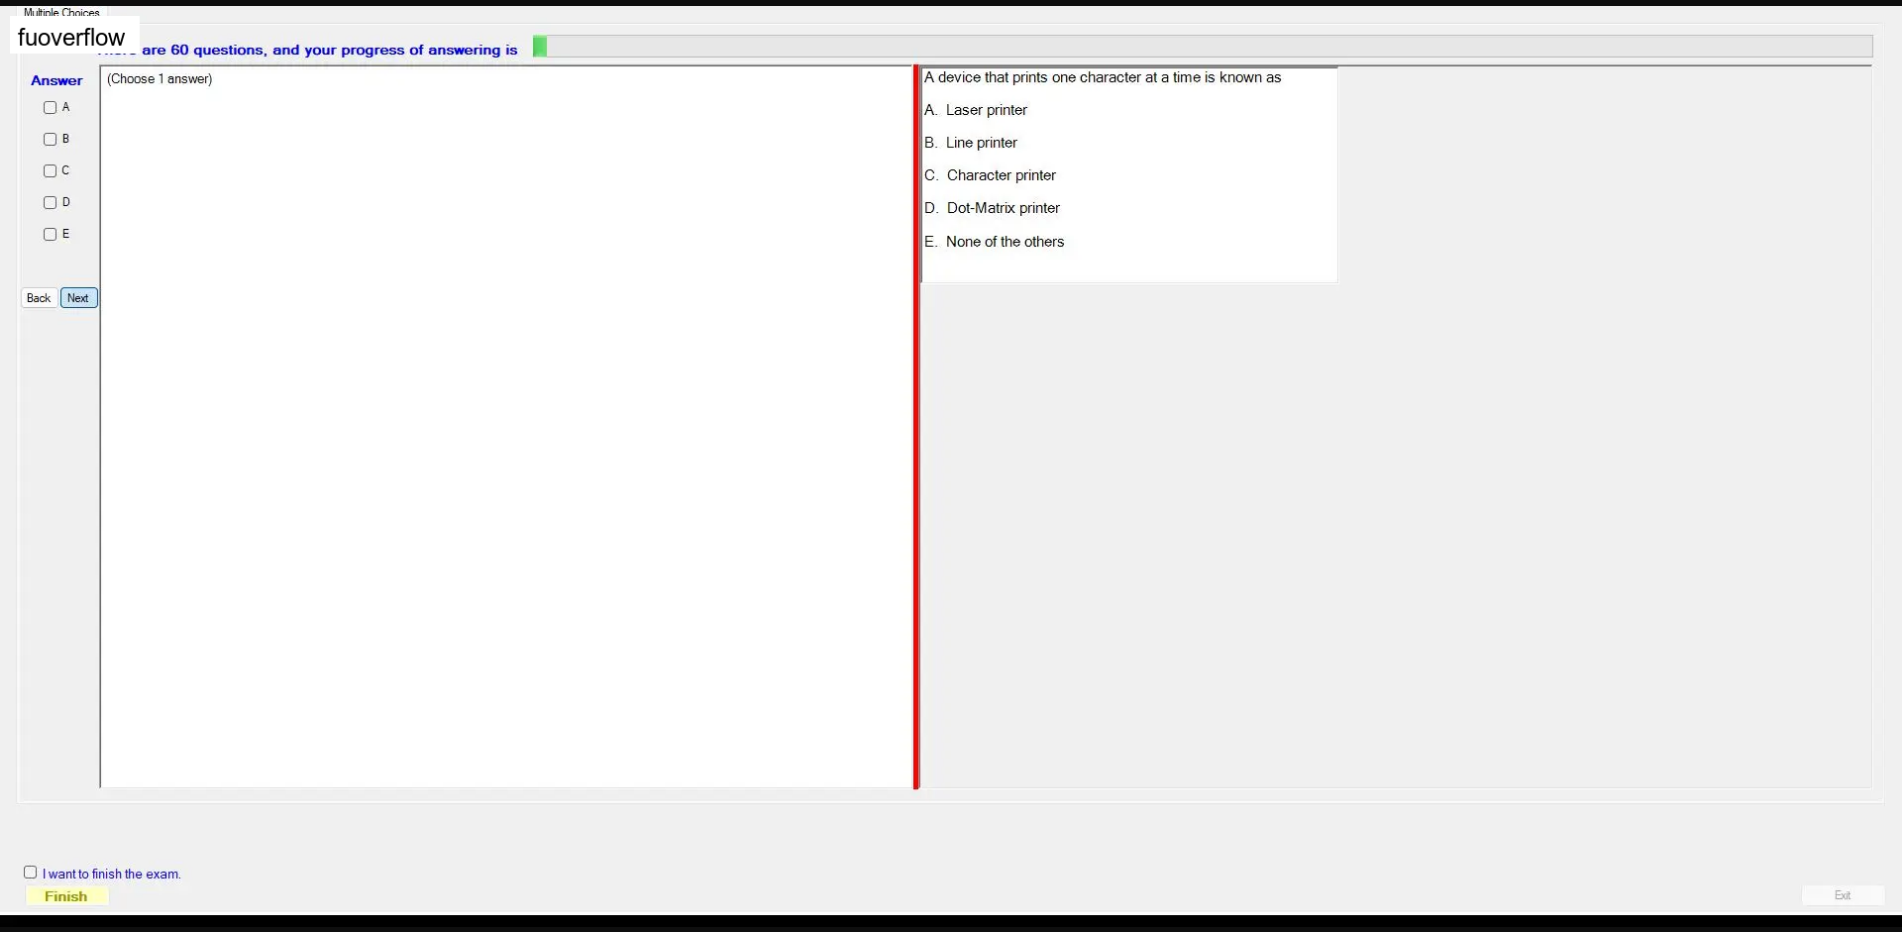 Multiple Choices
fuoverflow
are 60 questions, and your progress of answering is
Answer
(Choose 1 answer)
A
B
C
D
E
Back Next
A device that prints one character at a time is known as
A. Laser printer
B. Line printer
C. Character printer
D. Dot-Matrix printer
E. None of the others
I want to finish the exam.
Finish
Exit